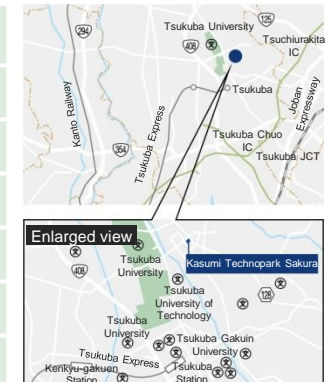 Tsukuba University
125
294
408
Tsuchiurakita
IC
Kanto Railway
Tsukuba
Joban
Expressway
Tsukuba Express
Tsukuba Chuo
IC
354
Tsukuba JCT
Enlarged view
Tsukuba
University
Kasumi Technopark Sakura
408
Tsukuba
University of
Technology
Tsukuba
University
Tsukuba Gakuin
University
Tsukuba Express
Kenkyu-gakuen
Station
Tsukuba
Station